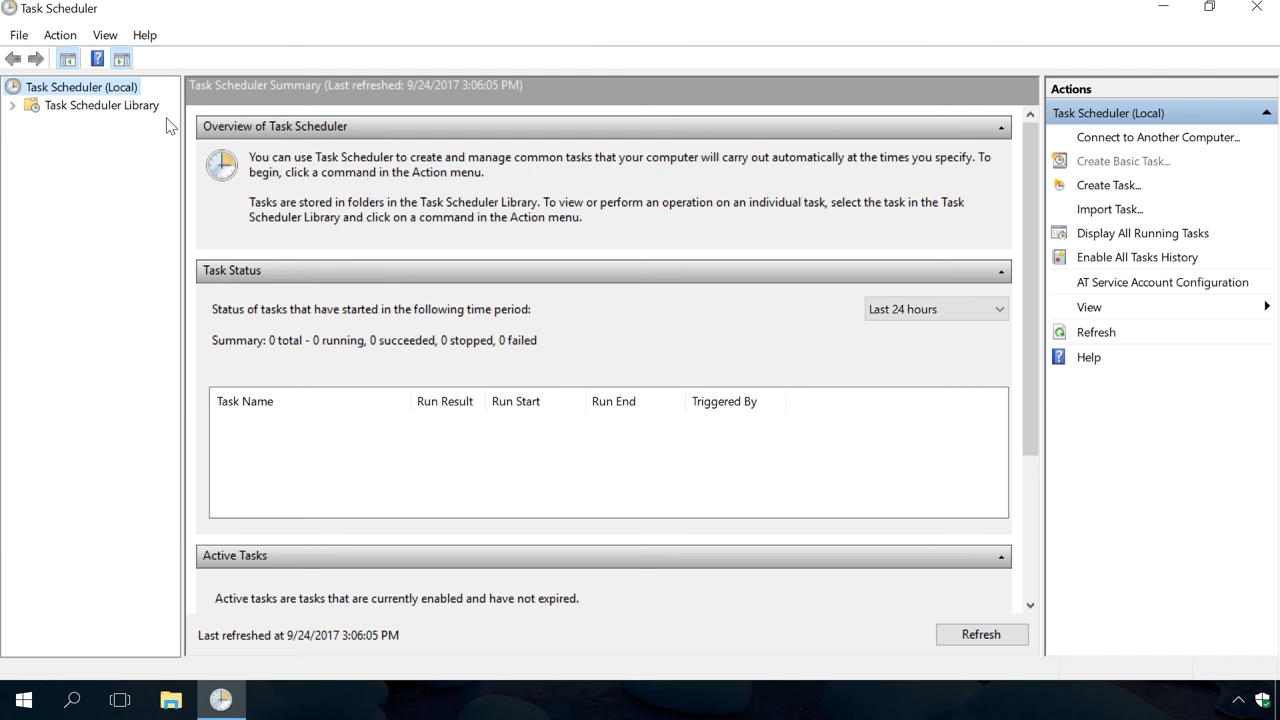 Task Scheduler
File Action View Help
Task Scheduler (Local)
Task Scheduler Library
Task Scheduler Summary (Last refreshed: 9/24/2017 3:06:05 PM)
Overview of Task Scheduler
You can use Task Scheduler to create and manage common tasks that your computer will carry out automatically at the times you specify. To
begin, click a command in the Action menu.
Tasks are stored in folders in the Task Scheduler Library. To view or perform an operation on an individual task, select the task in the Task
Scheduler Library and click on a command in the Action menu.
Task Status
Status of tasks that have started in the following time period:
Last 24 hours
Summary: 0 total - 0 running, 0 succeeded, 0 stopped, 0 failed
Task Name Run Result Run Start Run End Triggered By
Active Tasks
Active tasks are tasks that are currently enabled and have not expired.
Last refreshed at 9/24/2017 3:06:05 PM
Refresh
Actions
Task Scheduler (Local)
Connect to Another Computer...
Create Basic Task...
Create Task...
Import Task...
Display All Running Tasks
Enable All Tasks History
AT Service Account Configuration
View
Refresh
Help